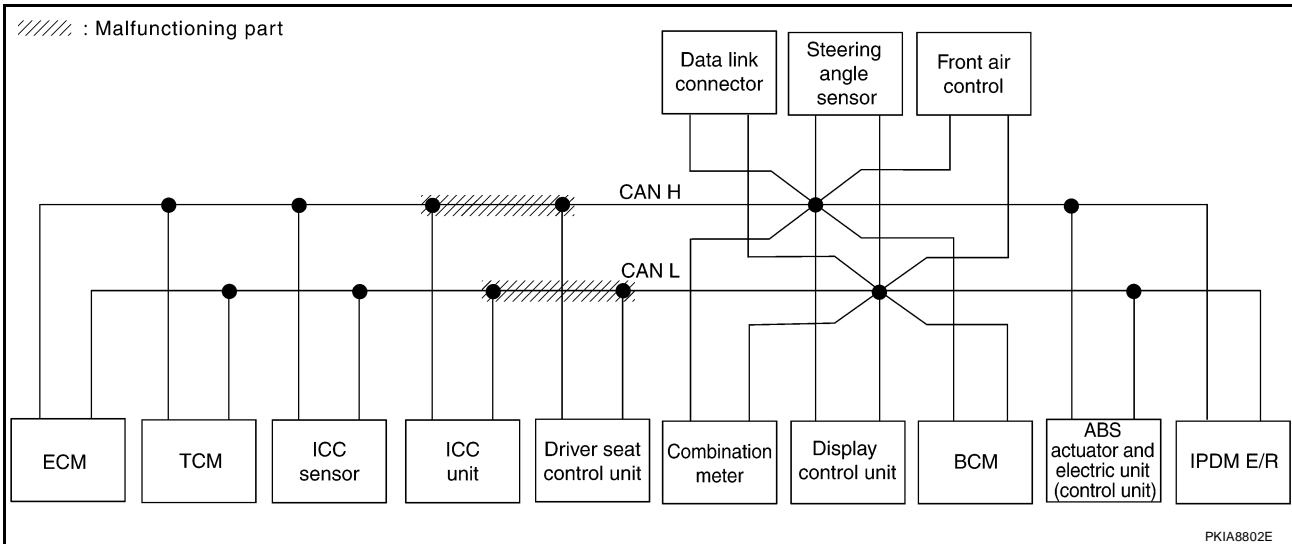 : Malfunctioning part
Data link
connector
Steering
angle
sensor
Front air
control
CAN H
CAN L
ECM
TCM
ICC
sensor
ICC
unit
Driver seat
control unit
Combination
meter
Display
control unit
BCM
ABS
actuator and
electric unit
(control unit)
IPDM E/R
PKIA8802E